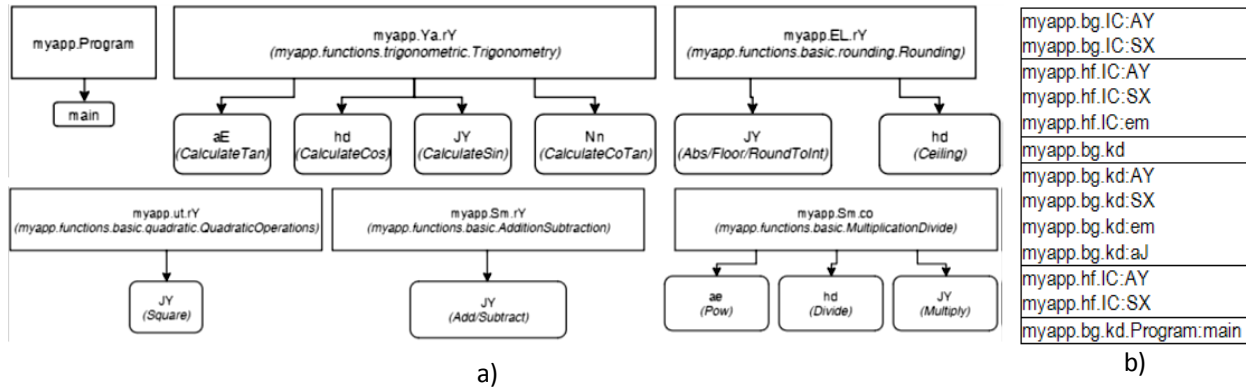 myapp.Program
main
myapp.Ya.rY
(myapp.functions.trigonometric.Trigonometry)
aE
(CalculateTan)
hd
(CalculateCos)
JY
(CalculateSin)
Nn
(CalculateCoTan)
myapp.EL.rY
(myapp.functions.basic.rounding.Rounding)
JY
(Abs/Floor/RoundToInt)
hd
(Ceiling)
myapp.ut.rY
(myapp.functions.basic.quadratic.QuadraticOperations)
JY
(Square)
myapp.Sm.rY
(myapp.functions.basic.AdditionSubtraction)
JY
(Add/Subtract)
myapp.Sm.co
(myapp.functions.basic.MultiplicationDivide)
ae
(Pow)
hd
(Divide)
JY
(Multiply)
a)
myapp.bg.IC:AY
myapp.bg.IC:SX
myapp.hf.IC:AY
myapp.hf.IC:SX
myapp.hf.IC:em
myapp.bg.kd
myapp.bg.kd:AY
myapp.bg.kd:SX
myapp.bg.kd:em
myapp.bg.kd:aJ
myapp.hf.IC:AY
myapp.hf.IC:SX
myapp.bg.kd.Program:main
b)